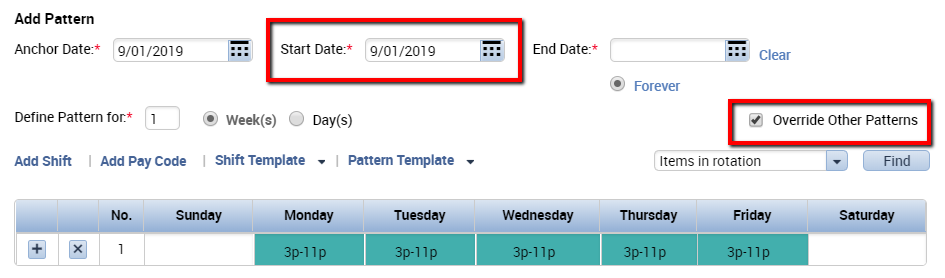 Add Pattern
Anchor Date:* 9/01/2019 Start Date:* 9/01/2019 End Date:* Clear
Forever
Define Pattern for:* 1 Week(s) Day(s) Override Other Patterns
Add Shift | Add Pay Code | Shift Template | Pattern Template Items in rotation Find
No. Sunday Monday Tuesday Wednesday Thursday Friday Saturday
1 3p-11p 3p-11p 3p-11p 3p-11p 3p-11p